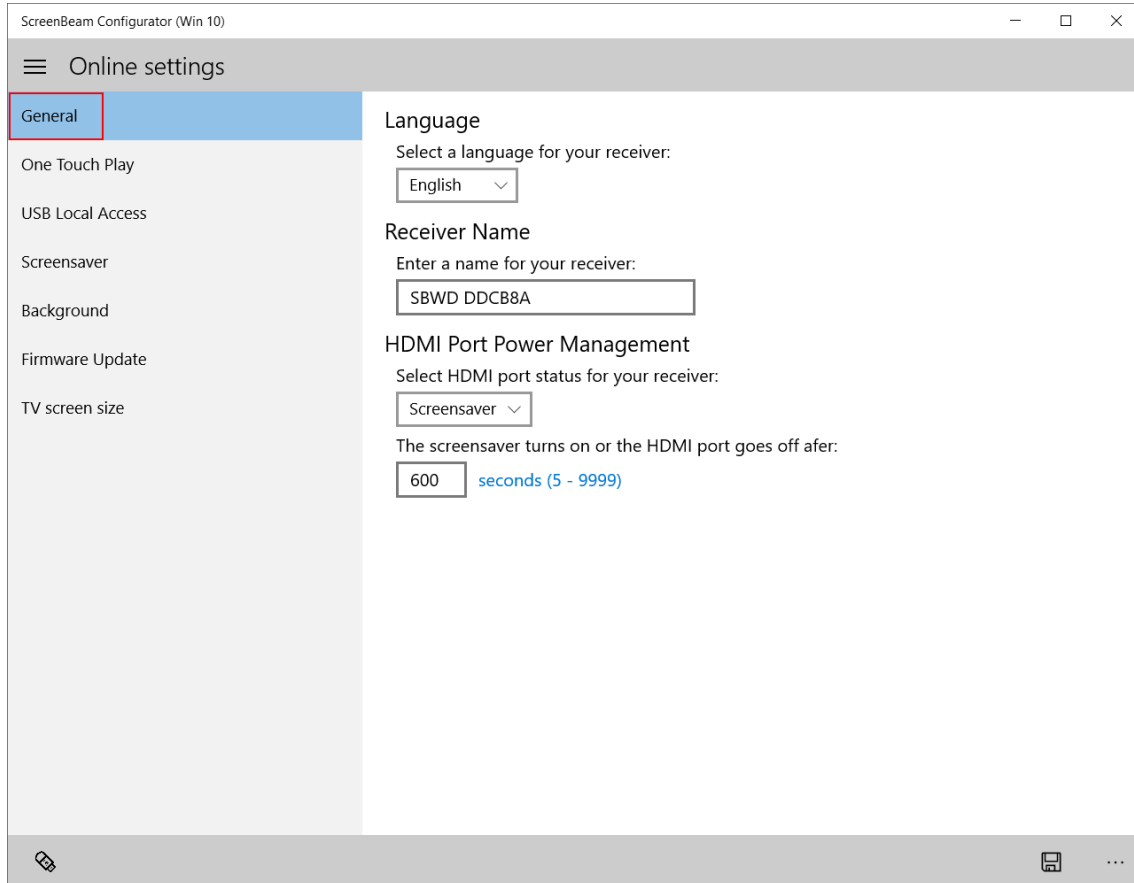 ScreenBeam Configurator (Win 10)
Online settings
General
One Touch Play
USB Local Access
Screensaver
Background
Firmware Update
TV screen size
Language
Select a language for your receiver:
English
Receiver Name
Enter a name for your receiver:
SBWD DDCB8A
HDMI Port Power Management
Select HDMI port status for your receiver:
Screensaver
The screensaver turns on or the HDMI port goes off afer:
600 seconds (5 - 9999)